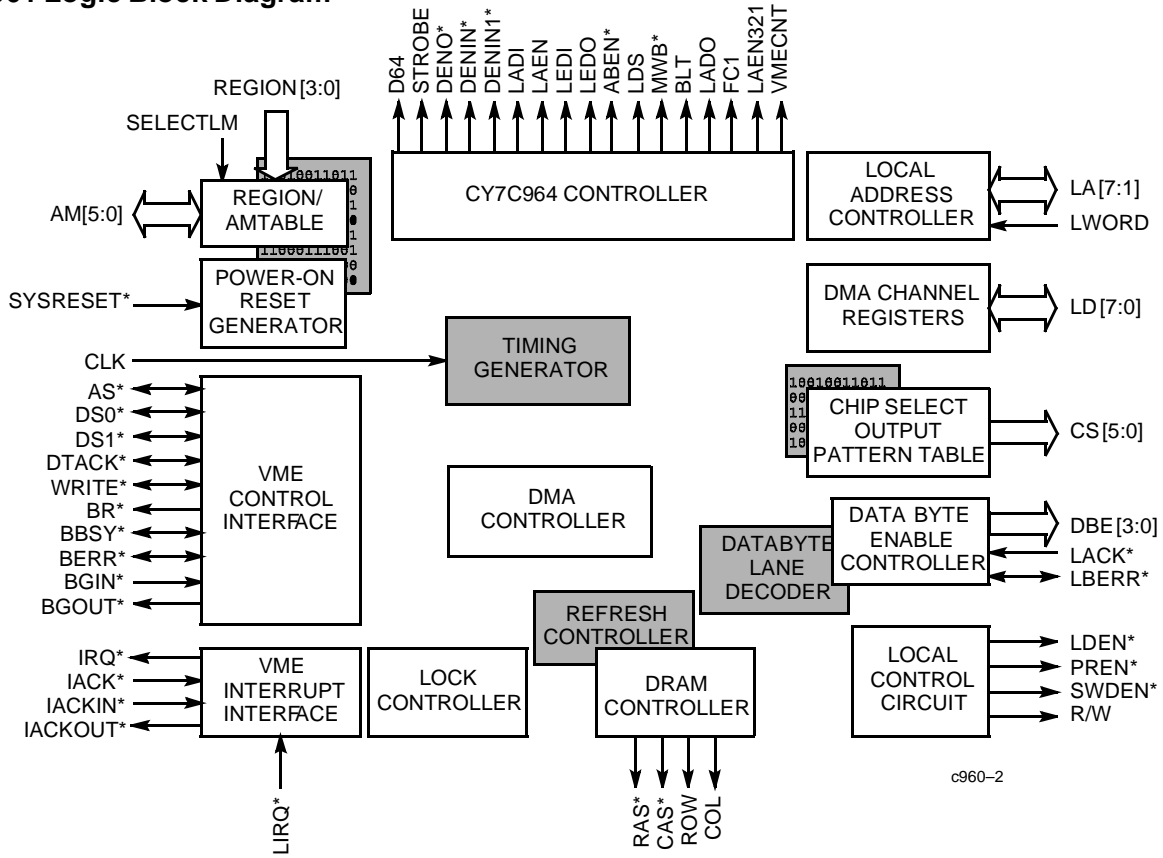 Logic Block Diagram
D64
STROBE
DENO*
DENIN*
DENIN1*
LADI
LAEN
LEDI
LEDO
ABEN*
LDS
MWB*
BLT
LADO
FC1
LAEN321
VMECNT
REGION[3:0]
SELECTLM
AM[5:0]
REGION/
AMTABLE
11000111001
CY7C964 CONTROLLER
LOCAL
ADDRESS
CONTROLLER
LA[7:1]
LWORD
SYSRESET*
POWER-ON
RESET
GENERATOR
DMA CHANNEL
REGISTERS
LD[7:0]
CLK
TIMING
GENERATOR
10010011011
CHIP SELECT
OUTPUT
PATTERN TABLE
CS[5:0]
AS*
DS0*
DS1*
DTACK*
WRITE*
BR*
BBSY*
BERR*
BGIN*
BGOUT*
VME
CONTROL
INTERFACE
DMA
CONTROLLER
DATABYTE
LANE
DECODER
DATA BYTE
ENABLE
CONTROLLER
DBE[3:0]
LACK*
LBERR*
REFRESH
CONTROLLER
IRQ*
IACK*
IACKIN*
IACKOUT*
VME
INTERRUPT
INTERFACE
LOCK
CONTROLLER
DRAM
CONTROLLER
LOCAL
CONTROL
CIRCUIT
LDEN*
PREN*
SWDEN*
R/W
LIRQ*
RAS*
CAS*
ROW
COL
c960–2